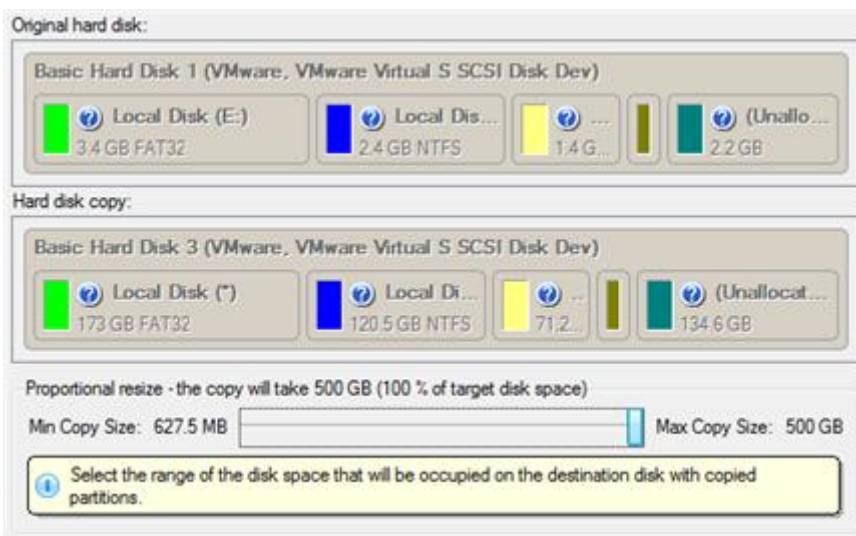 Original hard disk:
Basic Hard Disk 1 (VMware, VMware Virtual S SCSI Disk Dev)
Local Disk (E:)
3.4 GB FAT32
Local Dis...
2.4 GB NTFS
...
1.4 G...
(Unallo...
2.2 GB
Hard disk copy:
Basic Hard Disk 3 (VMware, VMware Virtual S SCSI Disk Dev)
Local Disk (*)
173 GB FAT32
Local Di...
120.5 GB NTFS
..
71,2...
(Unallocat...
134.6 GB
Proportional resize - the copy will take 500 GB (100 % of target disk space)
Min Copy Size: 627.5 MB
Max Copy Size: 500 GB
Select the range of the disk space that will be occupied on the destination disk with copied
partitions.